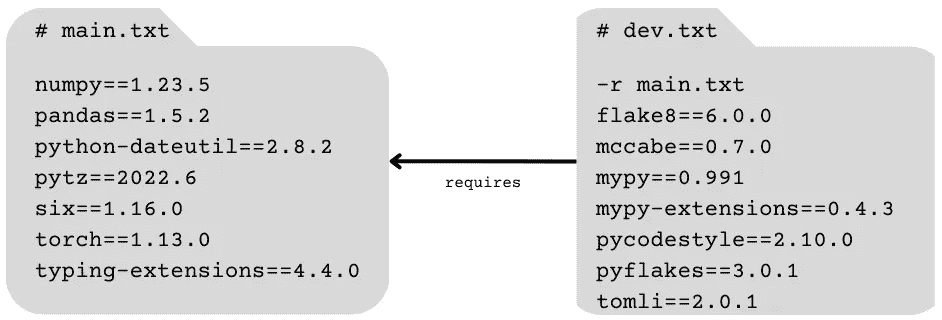 # main.txt
numpy==1.23.5
pandas==1.5.2
python-dateutil==2.8.2
pytz==2022.6
six==1.16.0
torch==1.13.0
typing-extensions==4.4.0
requires
# dev.txt
-r main.txt
flake8==6.0.0
mccabe==0.7.0
mypy==0.991
mypy-extensions==0.4.3
pycodestyle==2.10.0
pyflakes==3.0.1
tomli==2.0.1